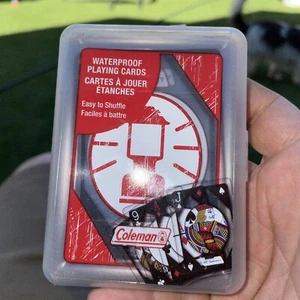 WATERPROOF
PLAYING CARDS
CARTES À JOUER
ÉTANCHES
Easy to Shuffle
Faciles à battre
Coleman